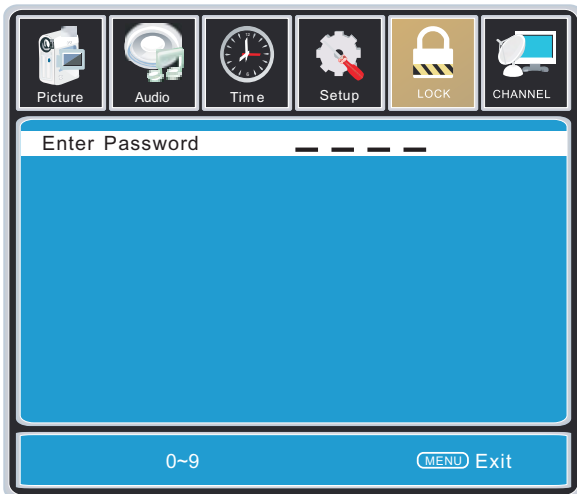 Picture Audio Time Setup LOCK CHANNEL
Enter Password _ _ _ _
0~9 MENU Exit